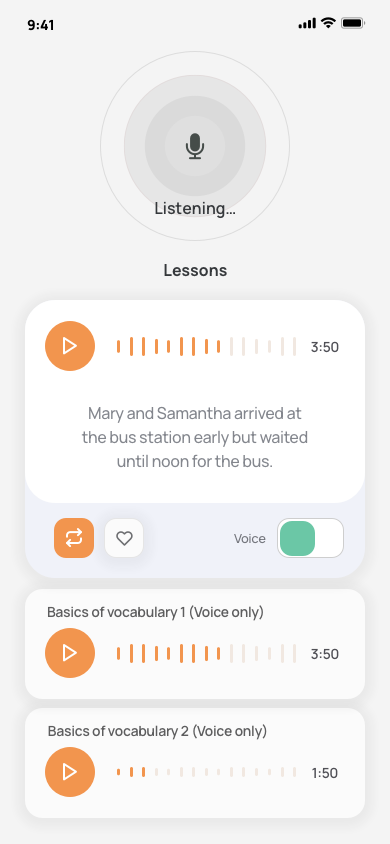 9:41
Listening...
Lessons
3:50
Mary and Samantha arrived at
the bus station early but waited
until noon for the bus.
Voice
Basics of vocabulary 1 (Voice only)
3:50
Basics of vocabulary 2 (Voice only)
1:50